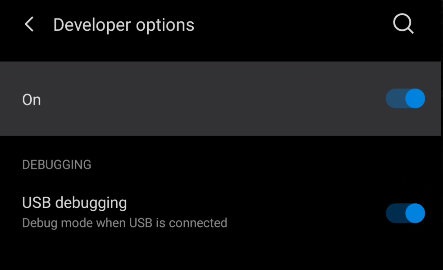 Developer options
On
DEBUGGING
USB debugging
Debug mode when USB is connected